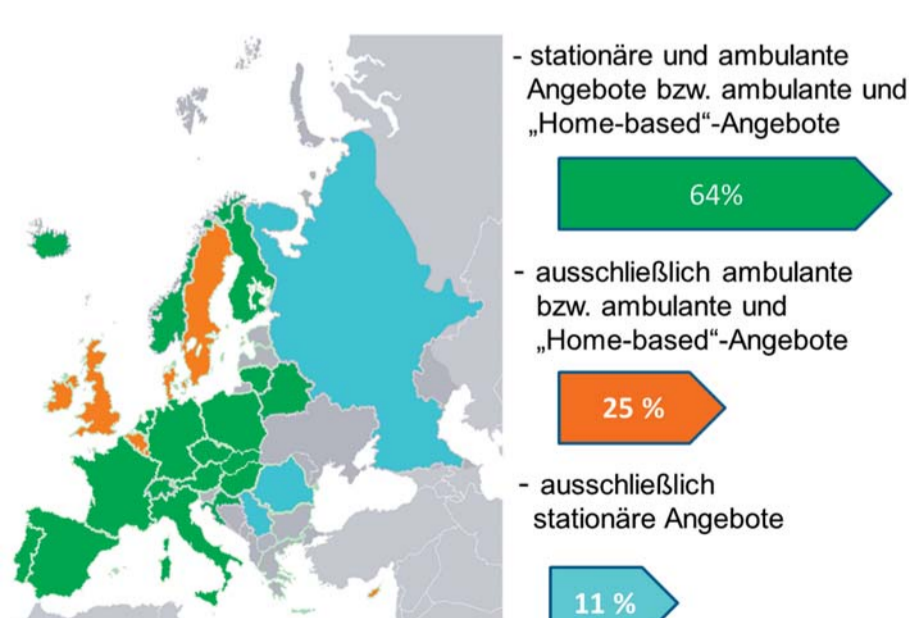 - stationäre und ambulante
Angebote bzw. ambulante und
„Home-based“-Angebote
64%
- ausschließlich ambulante
bzw. ambulante und
„Home-based“-Angebote
25 %
- ausschließlich
stationäre Angebote
11 %